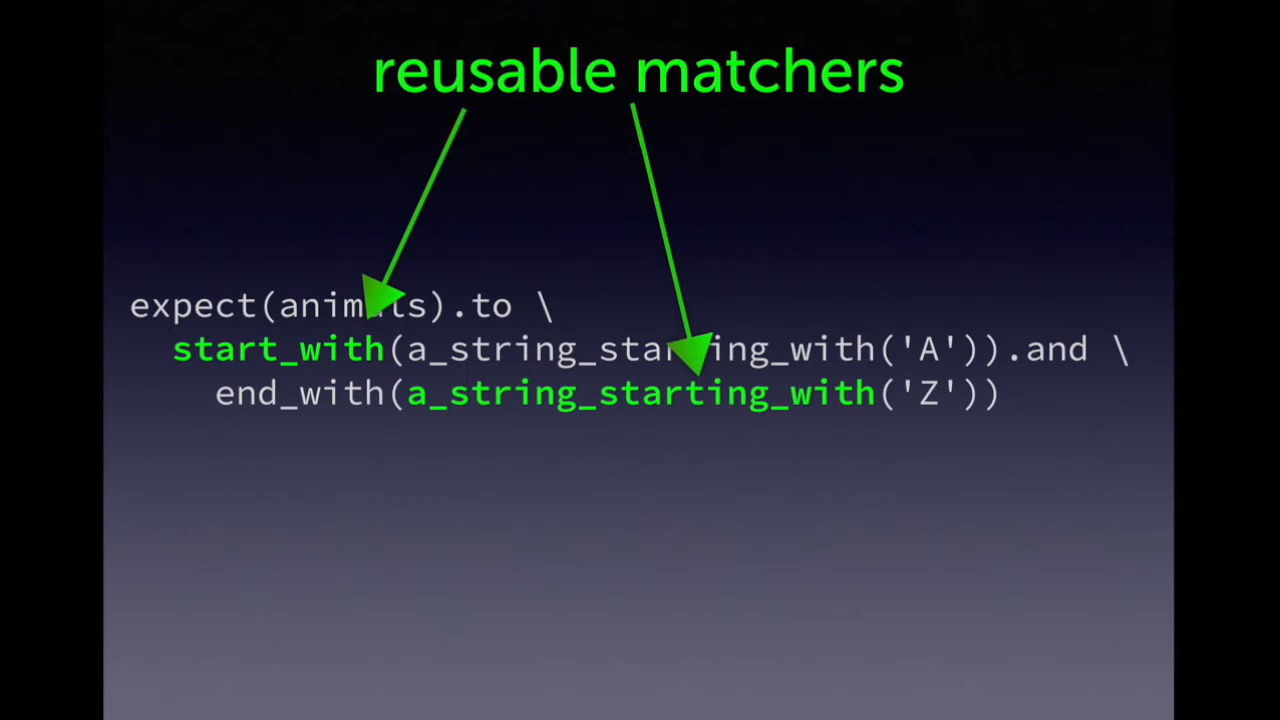 reusable matchers
expect(animals).to \
start_with(a_string_starting_with('A')).and \
end_with(a_string_starting_with('Z'))